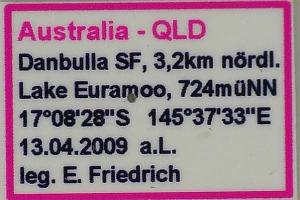 Australia - QLD
Danbulla SF, 3,2km nördl.
Lake Euramoo, 724müNN
17°08'28"S 145°37'33"E
13.04.2009 a.L.
leg. E. Friedrich